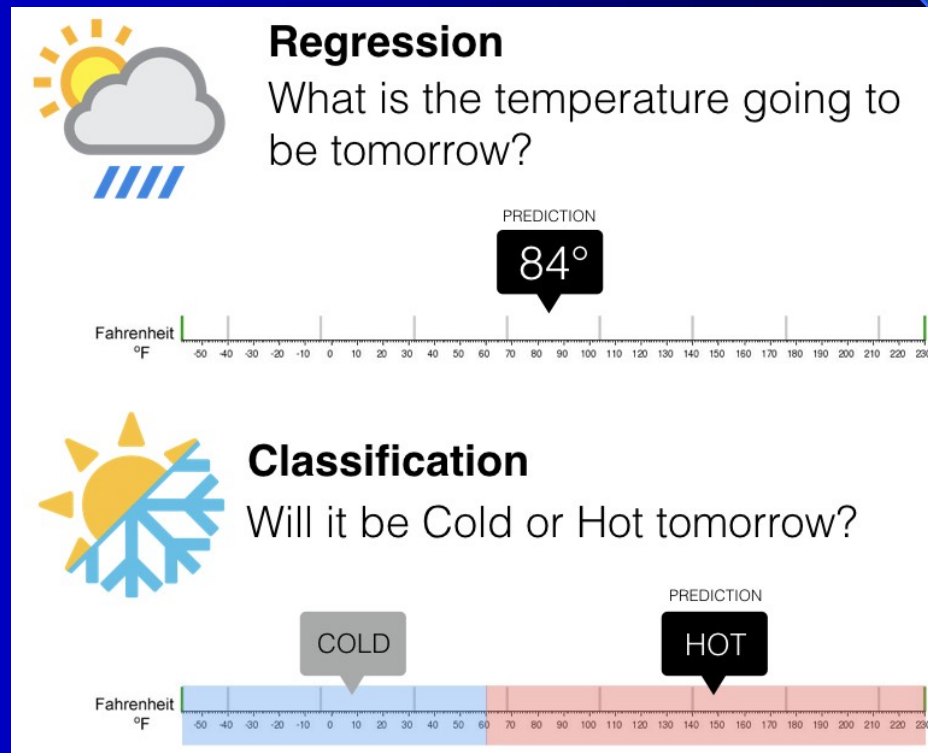 Regression
What is the temperature going to
be tomorrow?
PREDICTION
84°
Fahrenheit
°F
-50 -40 -30 -20 -10 0 10 20 30 40 50 60 70 80 90 100 110 120 130 140 150 160 170 180 190 200 210 220 230
Classification
Will it be Cold or Hot tomorrow?
PREDICTION
COLD HOT
Fahrenheit
°F
-50 -40 -30 -20 -10 0 10 20 30 40 50 60 70 80 90 100 110 120 130 140 150 160 170 180 190 200 210 220 230